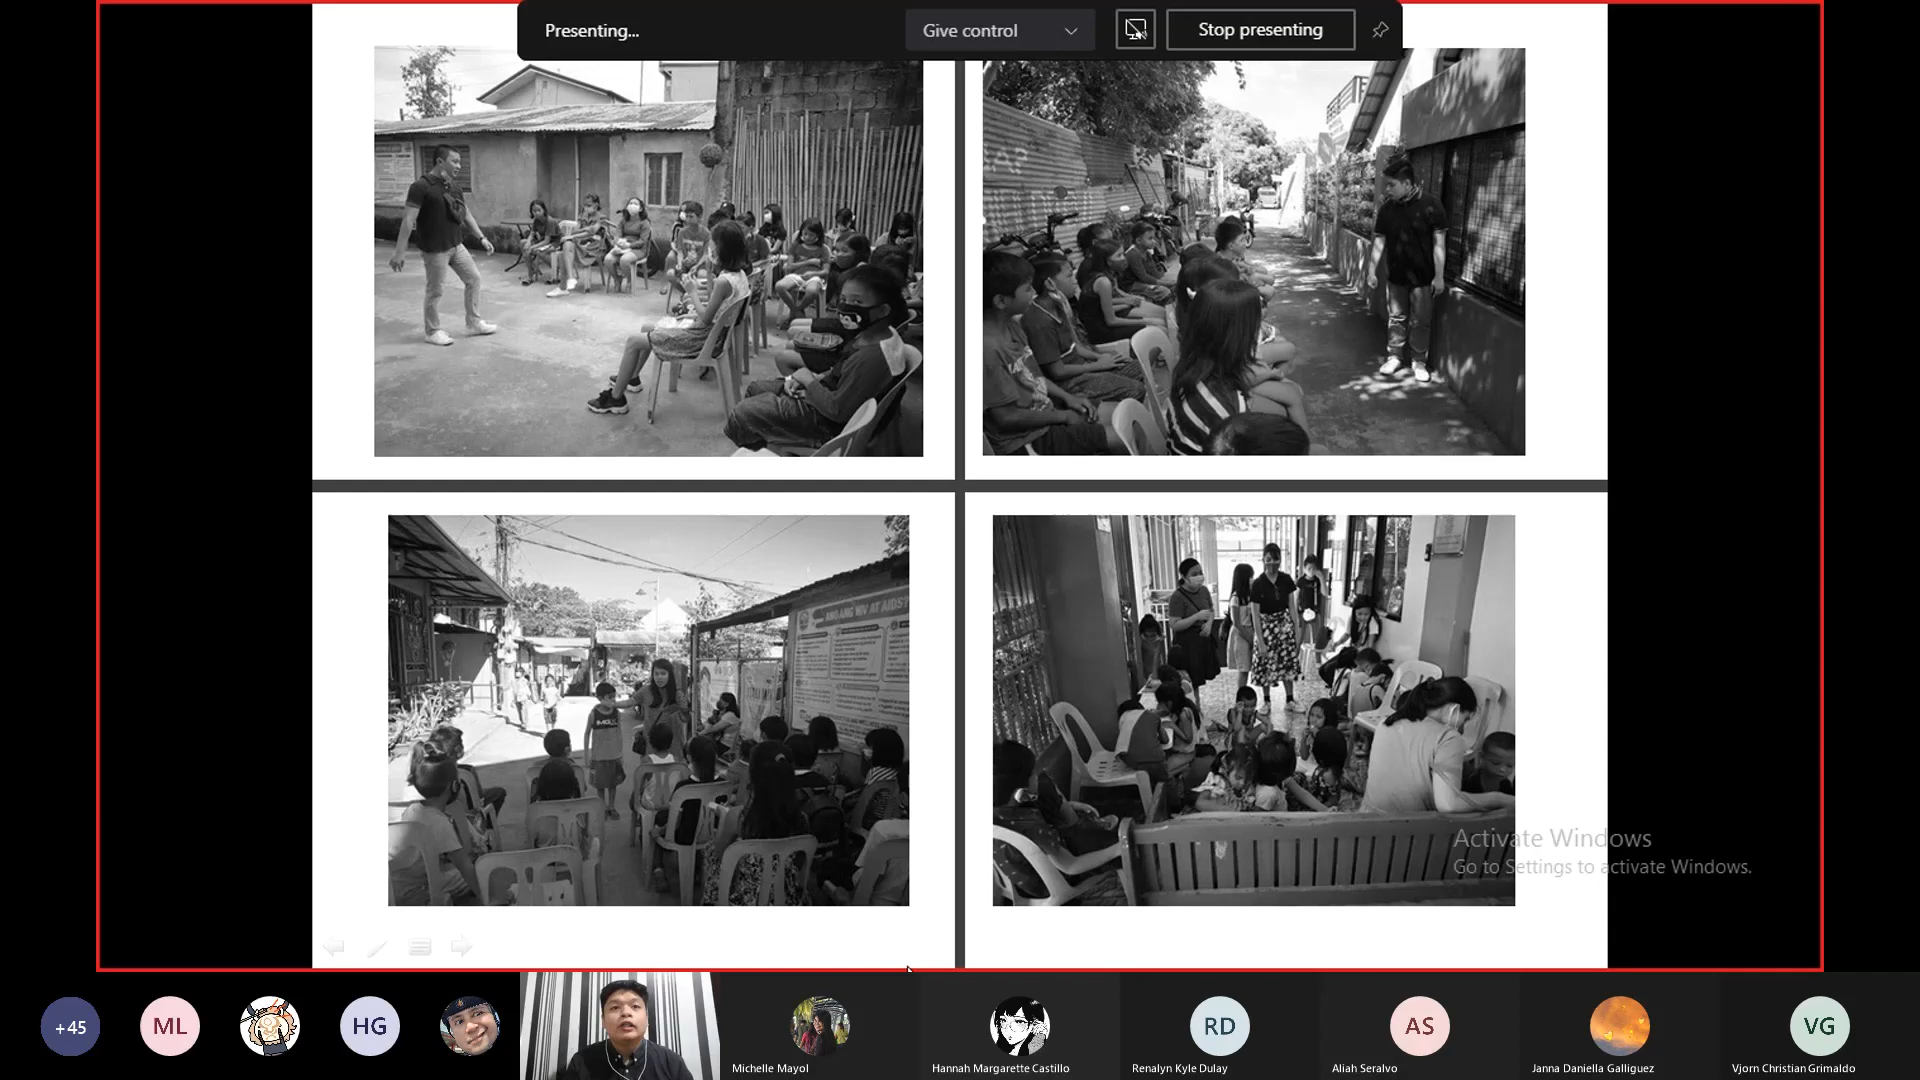 Presenting...
Give control
Stop presenting
ANO ANG HIV AT AIDS?
Activate Windows
Go to Settings to activate Windows.
+45
ML
HG
RD
AS
VG
Michelle Mayol
Hannah Margarette Castillo
Renalyn Kyle Dulay
Aliah Seralvo
Janna Daniella Galliguez
Vjorn Christian Grimaldo